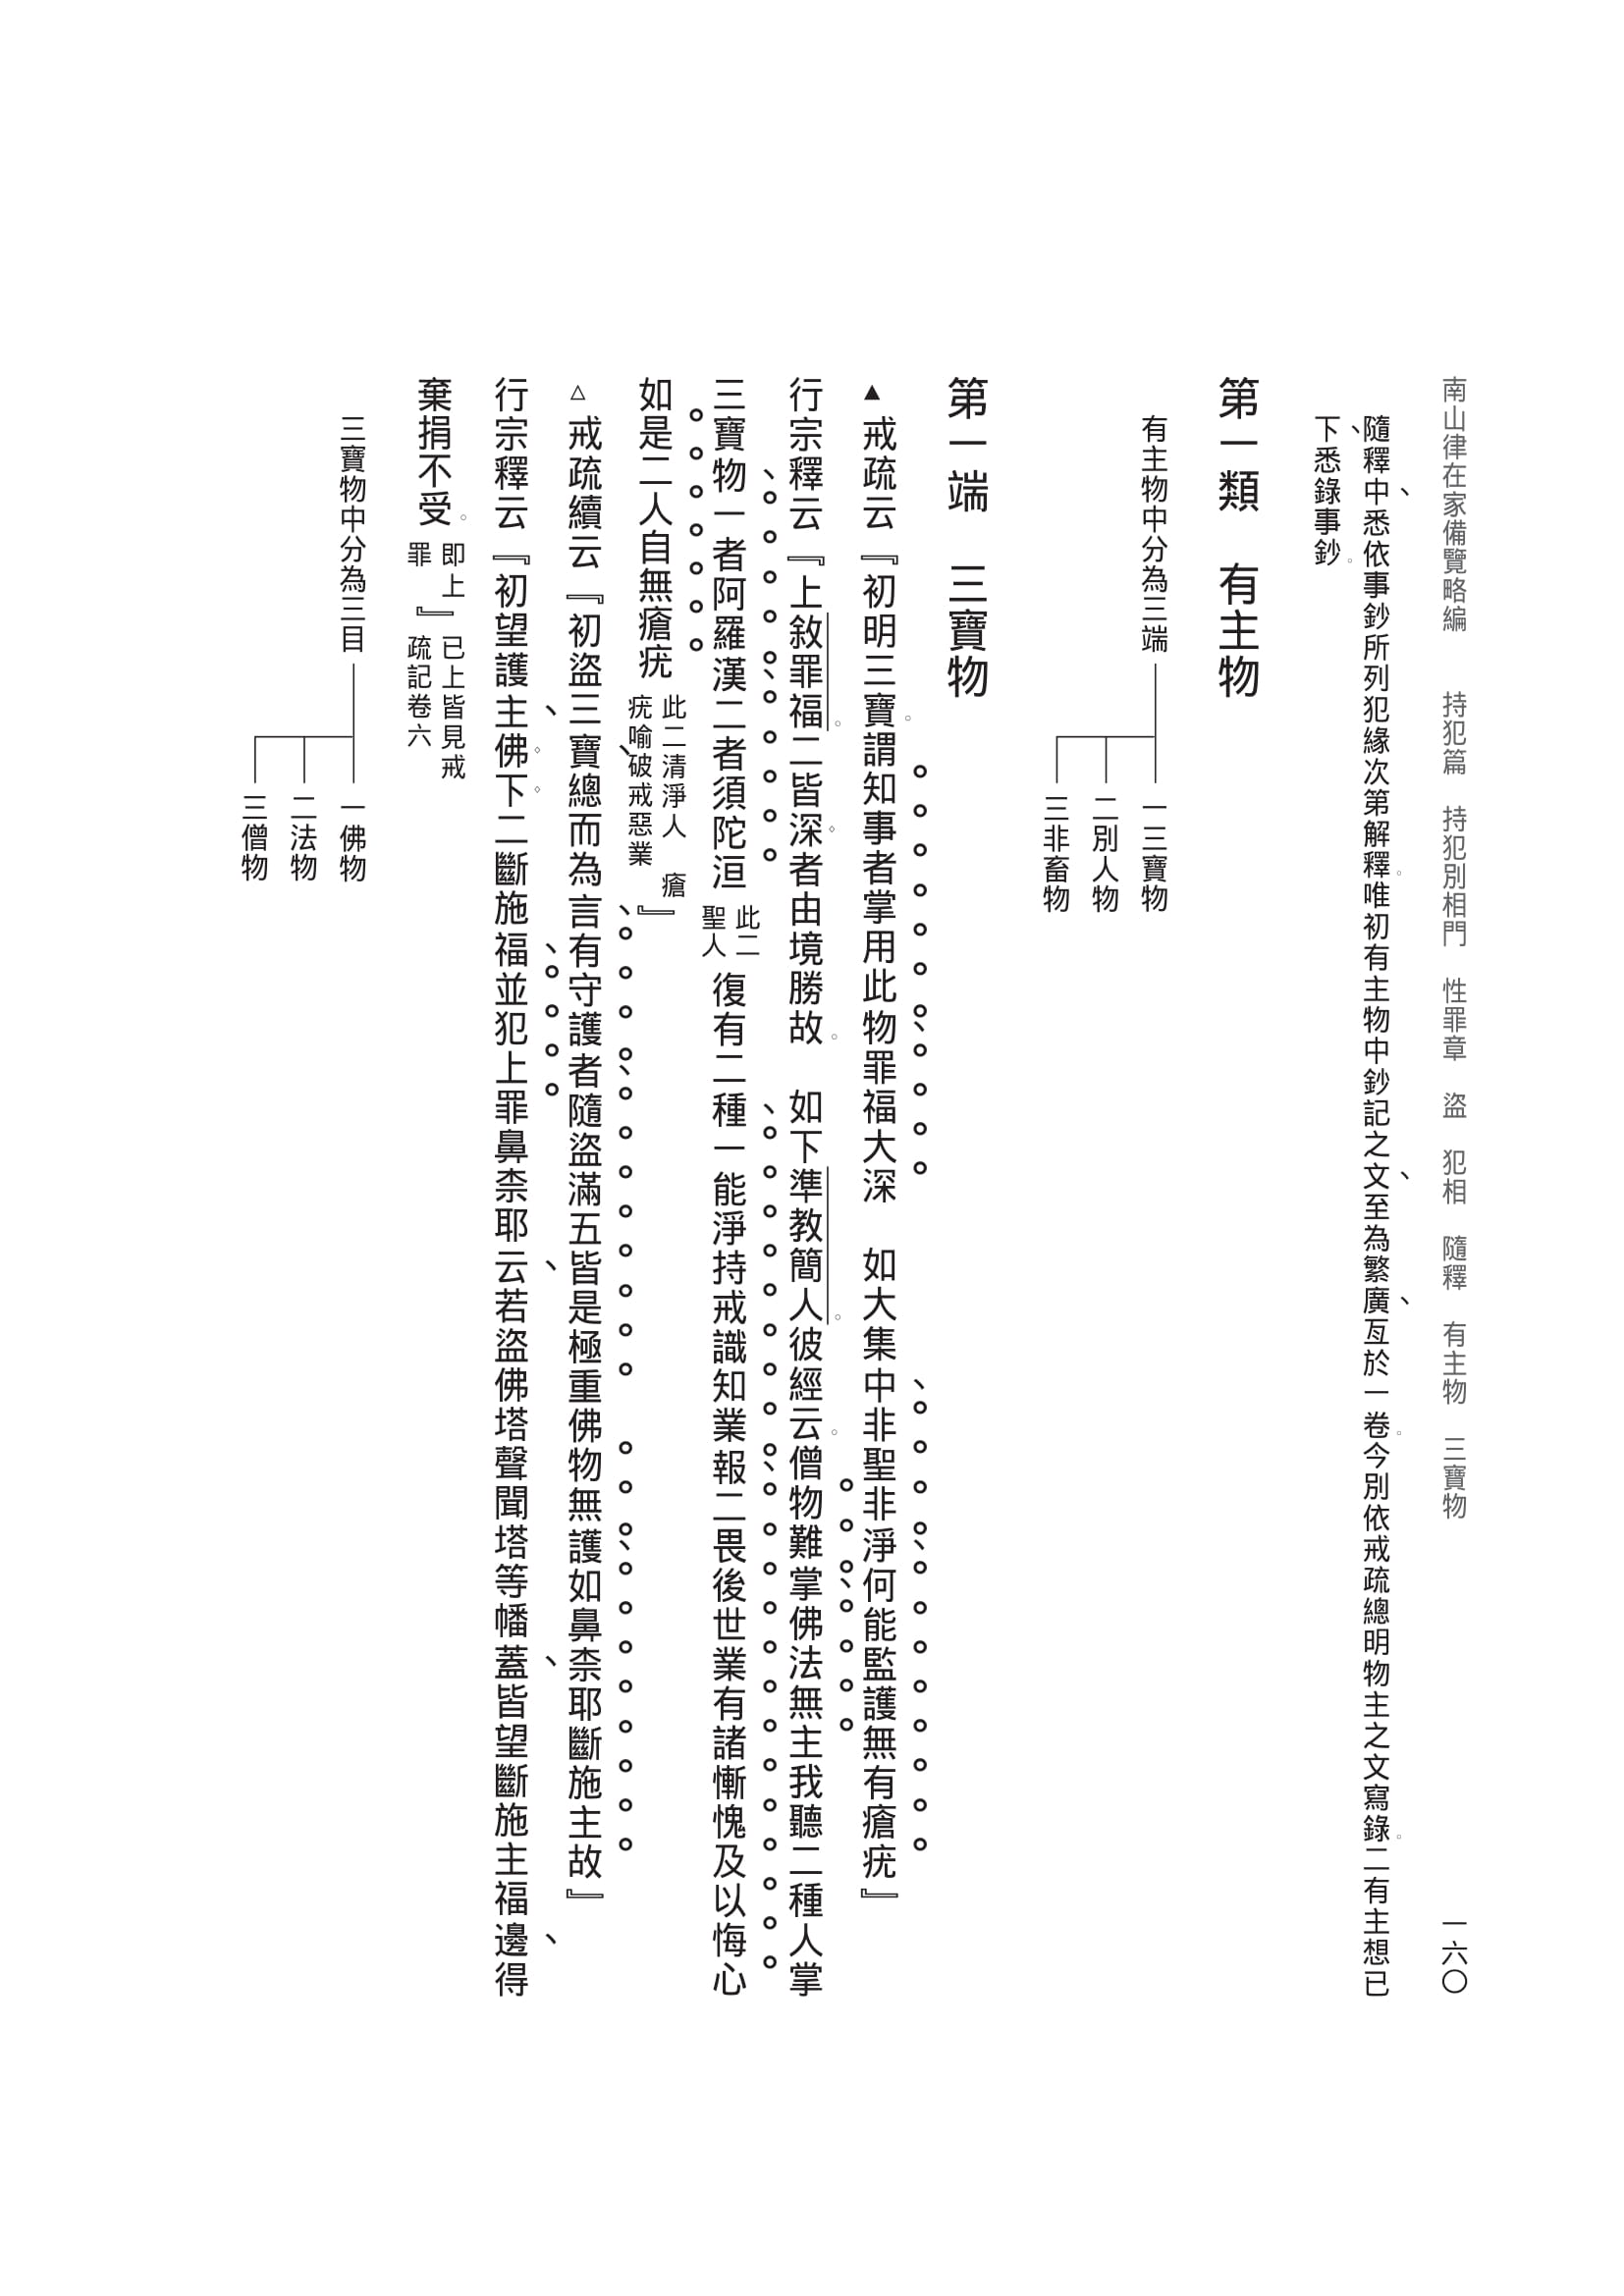 南山律在家備覽略編　持犯篇　持犯別相門　性罪章　盜　犯相　隨釋　有主物　三寶物
一六〇
隨釋中、悉依事鈔所列犯緣次第解釋。唯初有主物中鈔記之文、至為繁廣、亙於一卷。今別依戒疏總明物主之文寫錄。二有主想已
下、悉錄事鈔。
第一類　有主物
有主物中分為三端
一三寶物
二別人物
三非畜物
第一端　三寶物
▲戒疏云『初明三寶。謂知事者掌用此物、罪福大深　如大集中、非聖非淨、何能監護無有瘡疣』
行宗釋云『上敘罪福。二皆深者由境勝故。　如下準教簡人。彼經云。僧物難掌、佛法無主我聽二種人掌
三寶物、一者阿羅漢、二者須陀洹此二聖人復有二種、一能淨持戒識知業報、二畏後世業有諸慚愧及以悔心
如是二人自無瘡疣此二清淨人　瘡疣喻破戒惡業』
△戒疏續云『初盜三寶、總而為言、有守護者、隨盜滿五皆是極重佛物無護、如鼻柰耶斷施主故』
行宗釋云『初望護主、佛下二斷施福、並犯上罪鼻柰耶云、若盜佛塔聲聞塔等幡蓋、皆望斷施主福邊、得
棄捐不受。即上罪』已上皆見戒疏記卷六
三寶物中分為三目
一佛物
二法物
三僧物